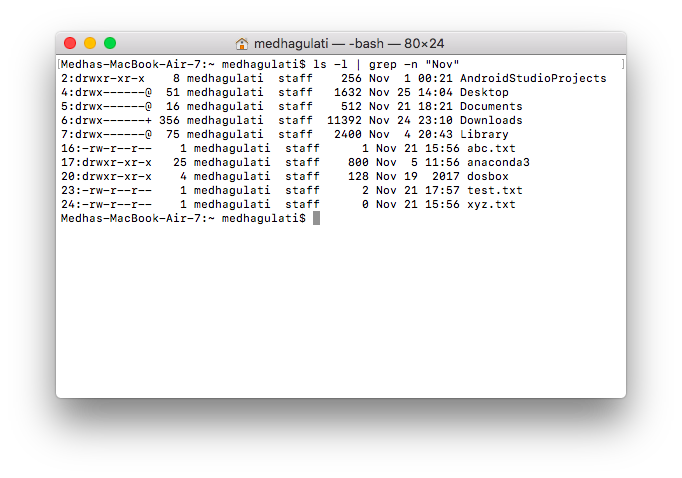 medhagulati — -bash — 80×24
[Medhas-MacBook-Air-7:~ medhagulati$ ls -l | grep -n "Nov" ]
2:drwxr-xr-x    8 medhagulati  staff    256 Nov  1 00:21 AndroidStudioProjects
4:drwx------@  51 medhagulati  staff   1632 Nov 25 14:04 Desktop
5:drwx------@  16 medhagulati  staff    512 Nov 21 18:21 Documents
6:drwx------+ 356 medhagulati  staff  11392 Nov 24 23:10 Downloads
7:drwx------@  75 medhagulati  staff   2400 Nov  4 20:43 Library
16:-rw-r--r--    1 medhagulati  staff      1 Nov 21 15:56 abc.txt
17:drwxr-xr-x   25 medhagulati  staff    800 Nov  5 11:56 anaconda3
20:drwxr-xr-x    4 medhagulati  staff    128 Nov 19  2017 dosbox
23:-rw-r--r--    1 medhagulati  staff      2 Nov 21 17:57 test.txt
24:-rw-r--r--    1 medhagulati  staff      0 Nov 21 15:56 xyz.txt
Medhas-MacBook-Air-7:~ medhagulati$